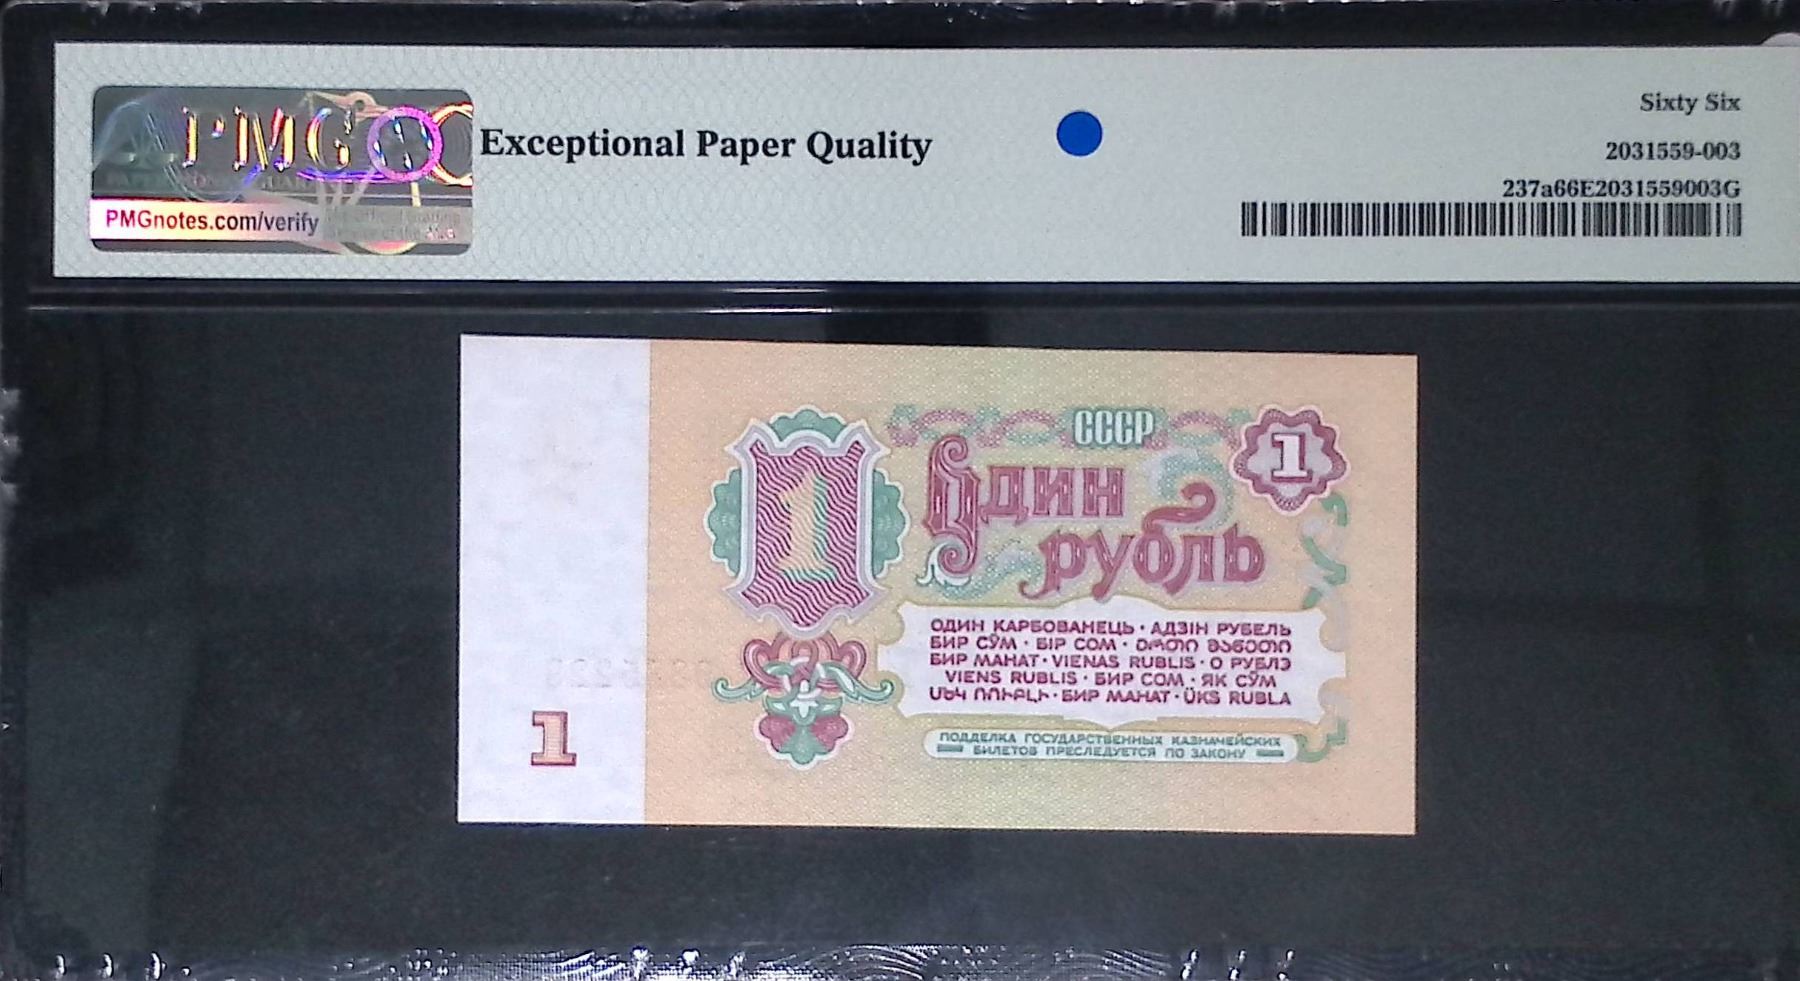 PMG
PMGnotes.com/verify
Exceptional Paper Quality
Sixty Six
2031559-003
237a66E2031559003G
СССР
1
1
Один
рубль
ОДИН КАРБОВАНЕЦЬ · АДЗІН РУБЕЛЬ
БИР СЎМ · БІР СОМ · ᲔᲠᲗᲘ ᲛᲐᲜᲔᲗᲘ
БИР МАНАТ · VIENAS RUBLIS · О РУБЛЭ
VIENS RUBLIS · БИР СОМ · ЯК СЎМ
ՄԵԿ ՌՈՒԲԼԻ · БИР МАНАТ · ÜKS RUBLA
ПОДДЕЛКА ГОСУДАРСТВЕННЫХ КАЗНАЧЕЙСКИХ
БИЛЕТОВ ПРЕСЛЕДУЕТСЯ ПО ЗАКОНУ
1